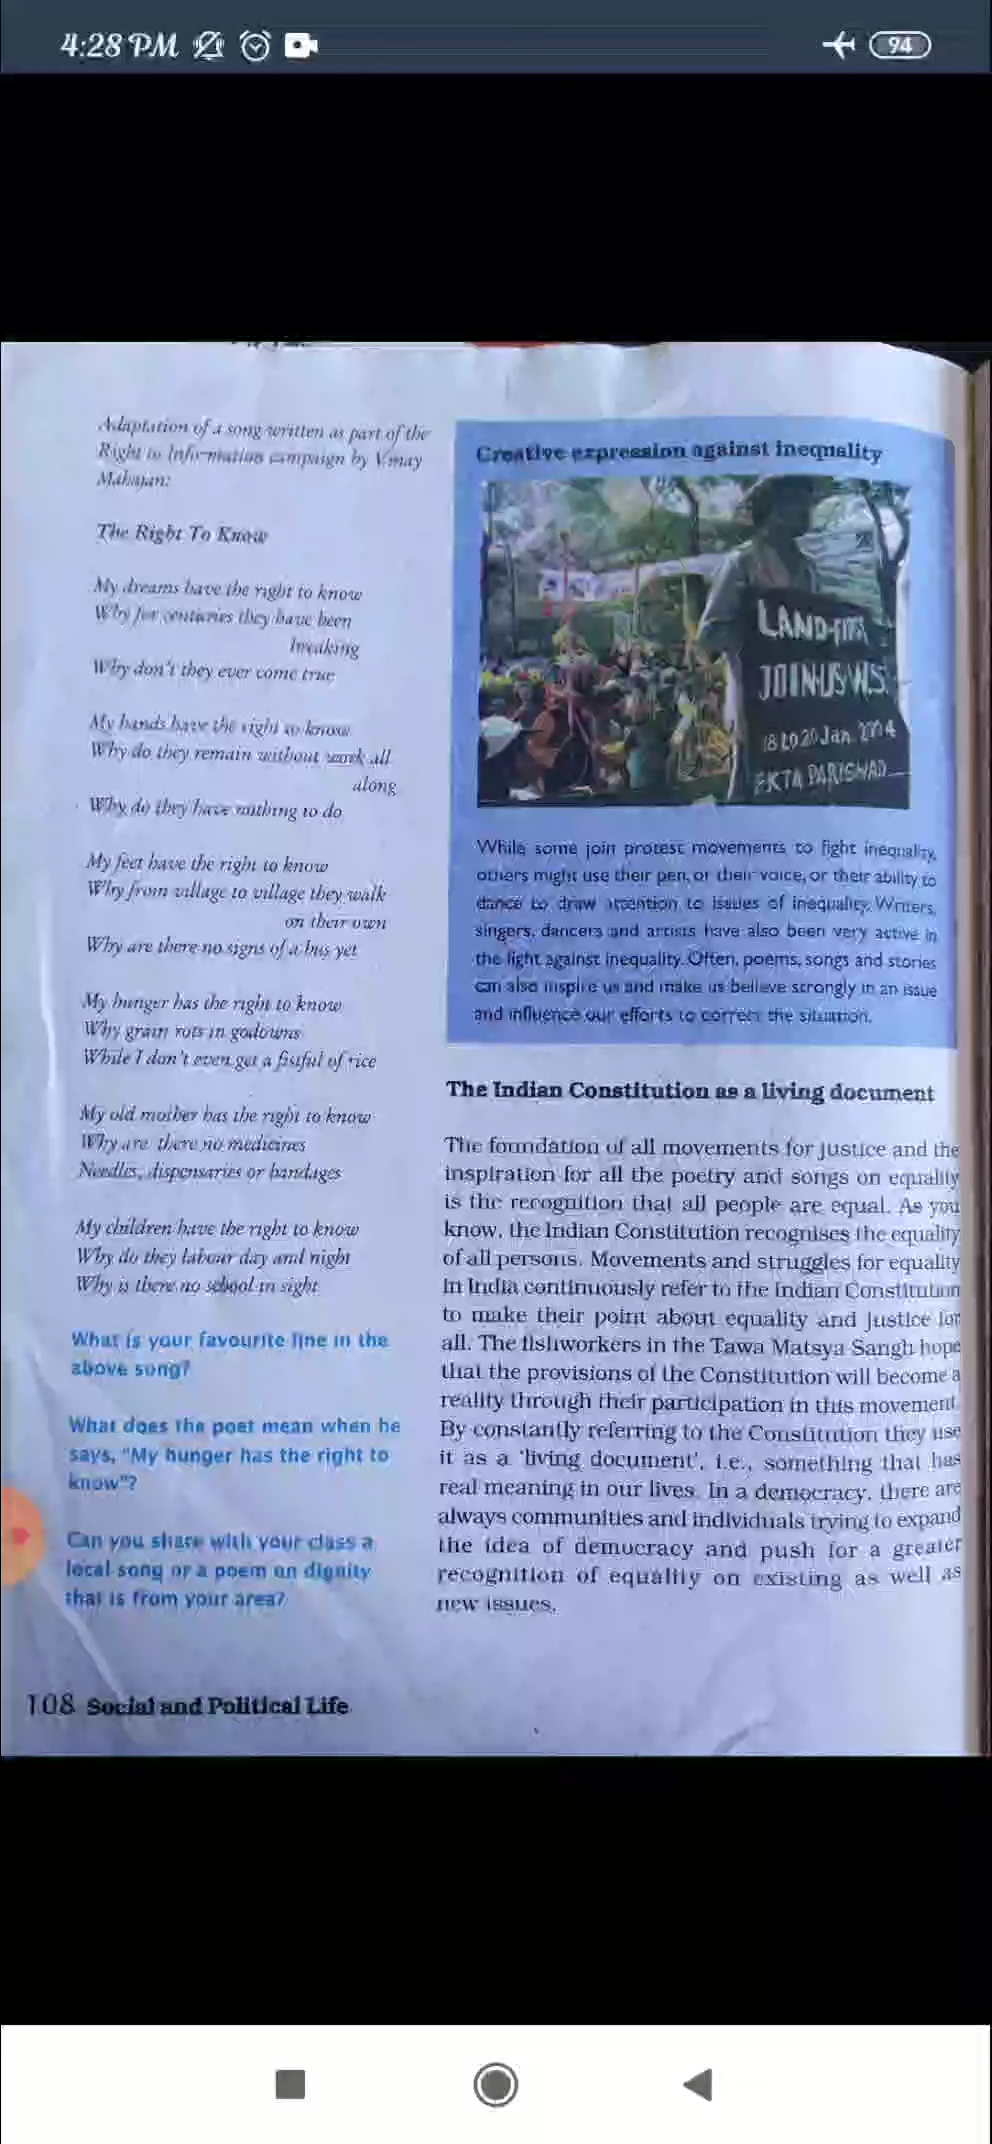 4:28 PM
94
Adaptation of a song written as part of the
Right to Information campaign by Vinay
Mahajan:
The Right To Know
My dreams have the right to know
Why for centuries they have been
breaking
Why don't they ever come true
My hands have the right to know
Why do they remain without work all
along
Why do they have nothing to do
My feet have the right to know
Why from village to village they walk
on their own
Why are there no signs of a bus yet
My hunger has the right to know
Why grain rots in godowns
While I don't even get a fistful of rice
My old mother has the right to know
Why are there no medicines
Needles, dispensaries or bandages
My children have the right to know
Why do they labour day and night
Why is there no school in sight
What is your favourite line in the
above song?
What does the poet mean when he
says, "My hunger has the right to
know"?
Can you share with your class a
local song or a poem on dignity
that is from your area?
108 Social and Political Life
Creative expression against inequality
LAND-
JOIN-US
18 to 20 Jan.
EKTA PARISHAD
While some join protest movements to fight inequality,
others might use their pen, or their voice, or their ability to
dance to draw attention to issues of inequality. Writers,
singers, dancers and artists have also been very active in
the fight against inequality. Often, poems, songs and stories
can also inspire us and make us believe strongly in an issue
and influence our efforts to correct the situation.
The Indian Constitution as a living document
The foundation of all movements for justice and the
inspiration for all the poetry and songs on equality
is the recognition that all people are equal. As you
know, the Indian Constitution recognises the equality
of all persons. Movements and struggles for equality
in India continuously refer to the Indian Constitution
to make their point about equality and justice for
all. The fishworkers in the Tawa Matsya Sangh hope
that the provisions of the Constitution will become a
reality through their participation in this movement.
By constantly referring to the Constitution they use
it as a 'living document', i.e., something that has
real meaning in our lives. In a democracy, there are
always communities and individuals trying to expand
the idea of democracy and push for a greater
recognition of equality on existing as well as
new issues.